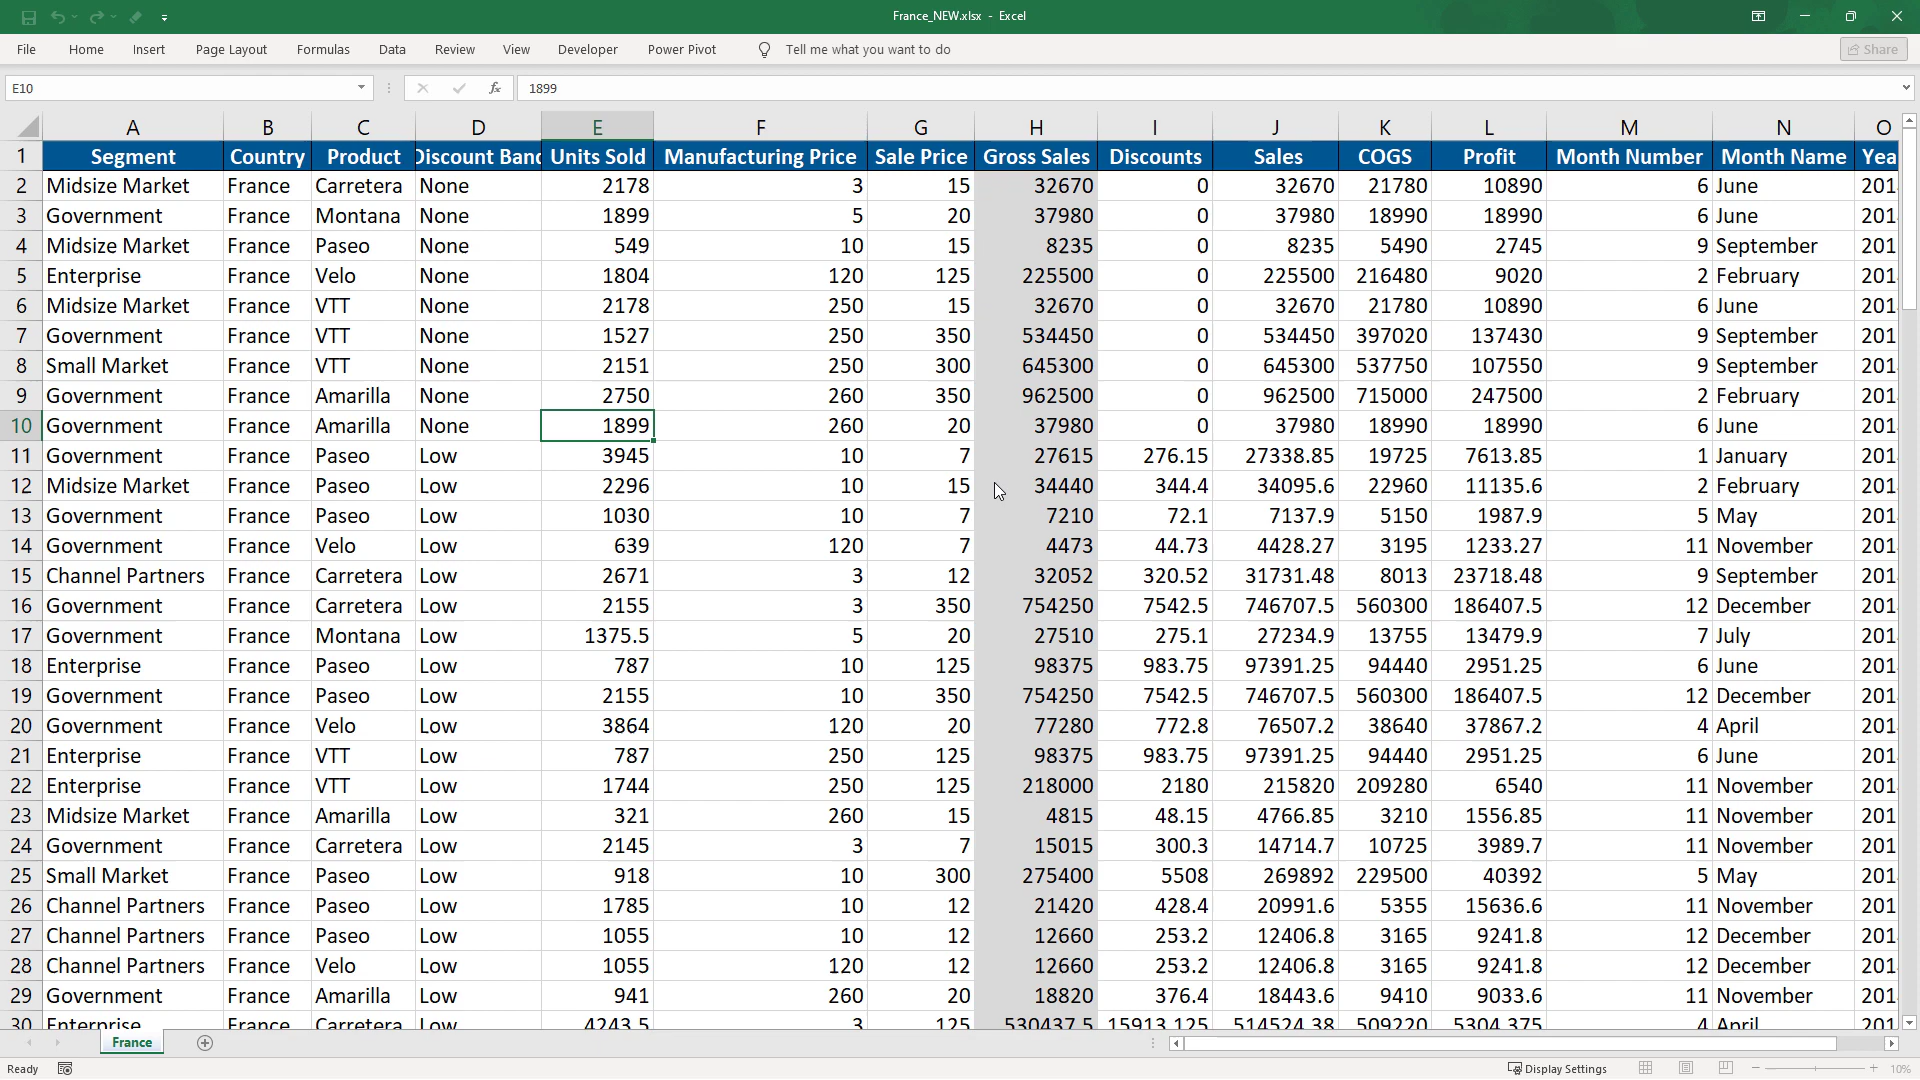 France_NEW.xlsx - Excel
File Home Insert Page Layout Formulas Data Review View Developer Power Pivot Tell me what you want to do Share
E10 fx 1899
A B C D E F G H I J K L M N O
1 Segment Country Product Discount Band Units Sold Manufacturing Price Sale Price Gross Sales Discounts Sales COGS Profit Month Number Month Name Yea
2 Midsize Market France Carretera None 2178 3 15 32670 0 32670 21780 10890 6 June 201
3 Government France Montana None 1899 5 20 37980 0 37980 18990 18990 6 June 201
4 Midsize Market France Paseo None 549 10 15 8235 0 8235 5490 2745 9 September 201
5 Enterprise France Velo None 1804 120 125 225500 0 225500 216480 9020 2 February 201
6 Midsize Market France VTT None 2178 250 15 32670 0 32670 21780 10890 6 June 201
7 Government France VTT None 1527 250 350 534450 0 534450 397020 137430 9 September 201
8 Small Market France VTT None 2151 250 300 645300 0 645300 537750 107550 9 September 201
9 Government France Amarilla None 2750 260 350 962500 0 962500 715000 247500 2 February 201
10 Government France Amarilla None 1899 260 20 37980 0 37980 18990 18990 6 June 201
11 Government France Paseo Low 3945 10 7 27615 276.15 27338.85 19725 7613.85 1 January 201
12 Midsize Market France Paseo Low 2296 10 15 34440 344.4 34095.6 22960 11135.6 2 February 201
13 Government France Paseo Low 1030 10 7 7210 72.1 7137.9 5150 1987.9 5 May 201
14 Government France Velo Low 639 120 7 4473 44.73 4428.27 3195 1233.27 11 November 201
15 Channel Partners France Carretera Low 2671 3 12 32052 320.52 31731.48 8013 23718.48 9 September 201
16 Government France Carretera Low 2155 3 350 754250 7542.5 746707.5 560300 186407.5 12 December 201
17 Government France Montana Low 1375.5 5 20 27510 275.1 27234.9 13755 13479.9 7 July 201
18 Enterprise France Paseo Low 787 10 125 98375 983.75 97391.25 94440 2951.25 6 June 201
19 Government France Paseo Low 2155 10 350 754250 7542.5 746707.5 560300 186407.5 12 December 201
20 Government France Velo Low 3864 120 20 77280 772.8 76507.2 38640 37867.2 4 April 201
21 Enterprise France VTT Low 787 250 125 98375 983.75 97391.25 94440 2951.25 6 June 201
22 Enterprise France VTT Low 1744 250 125 218000 2180 215820 209280 6540 11 November 201
23 Midsize Market France Amarilla Low 321 260 15 4815 48.15 4766.85 3210 1556.85 11 November 201
24 Government France Carretera Low 2145 3 7 15015 300.3 14714.7 10725 3989.7 11 November 201
25 Small Market France Paseo Low 918 10 300 275400 5508 269892 229500 40392 5 May 201
26 Channel Partners France Paseo Low 1785 10 12 21420 428.4 20991.6 5355 15636.6 11 November 201
27 Channel Partners France Paseo Low 1055 10 12 12660 253.2 12406.8 3165 9241.8 12 December 201
28 Channel Partners France Velo Low 1055 120 12 12660 253.2 12406.8 3165 9241.8 12 December 201
29 Government France Amarilla Low 941 260 20 18820 376.4 18443.6 9410 9033.6 11 November 201
30 Enterprise France Carretera Low 4243.5 3 125 530437.5 15913.125 514524.38 509220 5304.375 4 April 201
France
Ready Display Settings 10%